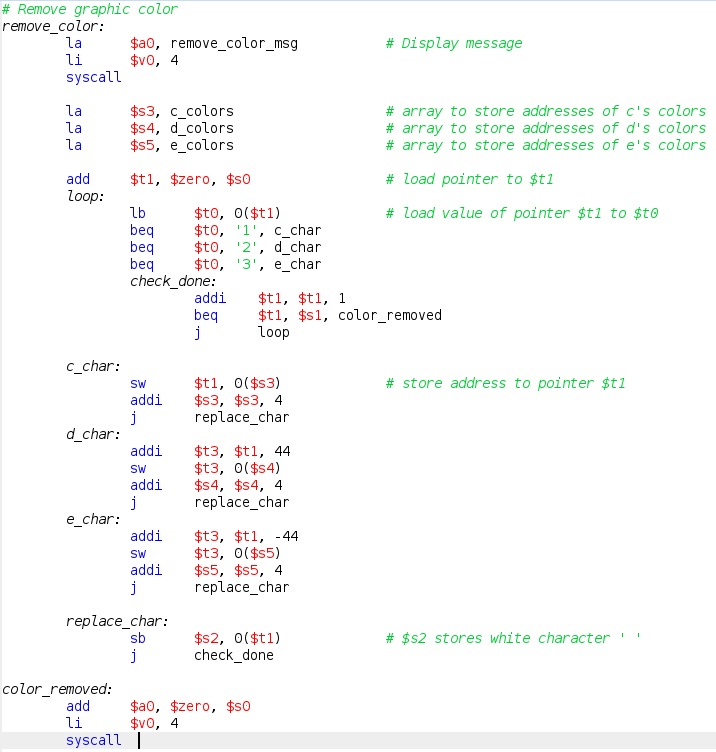 # Remove graphic color
remove_color:
la $a0, remove_color_msg # Display message
li $v0, 4
syscall
la $s3, c_colors # array to store addresses of c's colors
la $s4, d_colors # array to store addresses of d's colors
la $s5, e_colors # array to store addresses of e's colors
add $t1, $zero, $s0 # load pointer to $t1
loop:
lb $t0, 0($t1) # load value of pointer $t1 to $t0
beq $t0, '1', c_char
beq $t0, '2', d_char
beq $t0, '3', e_char
check_done:
addi $t1, $t1, 1
beq $t1, $s1, color_removed
j loop
c_char:
sw $t1, 0($s3) # store address to pointer $t1
addi $s3, $s3, 4
j replace_char
d_char:
addi $t3, $t1, 44
sw $t3, 0($s4)
addi $s4, $s4, 4
j replace_char
e_char:
addi $t3, $t1, -44
sw $t3, 0($s5)
addi $s5, $s5, 4
j replace_char
replace_char:
sb $s2, 0($t1) # $s2 stores white character ' '
j check_done
color_removed:
add $a0, $zero, $s0
li $v0, 4
syscall